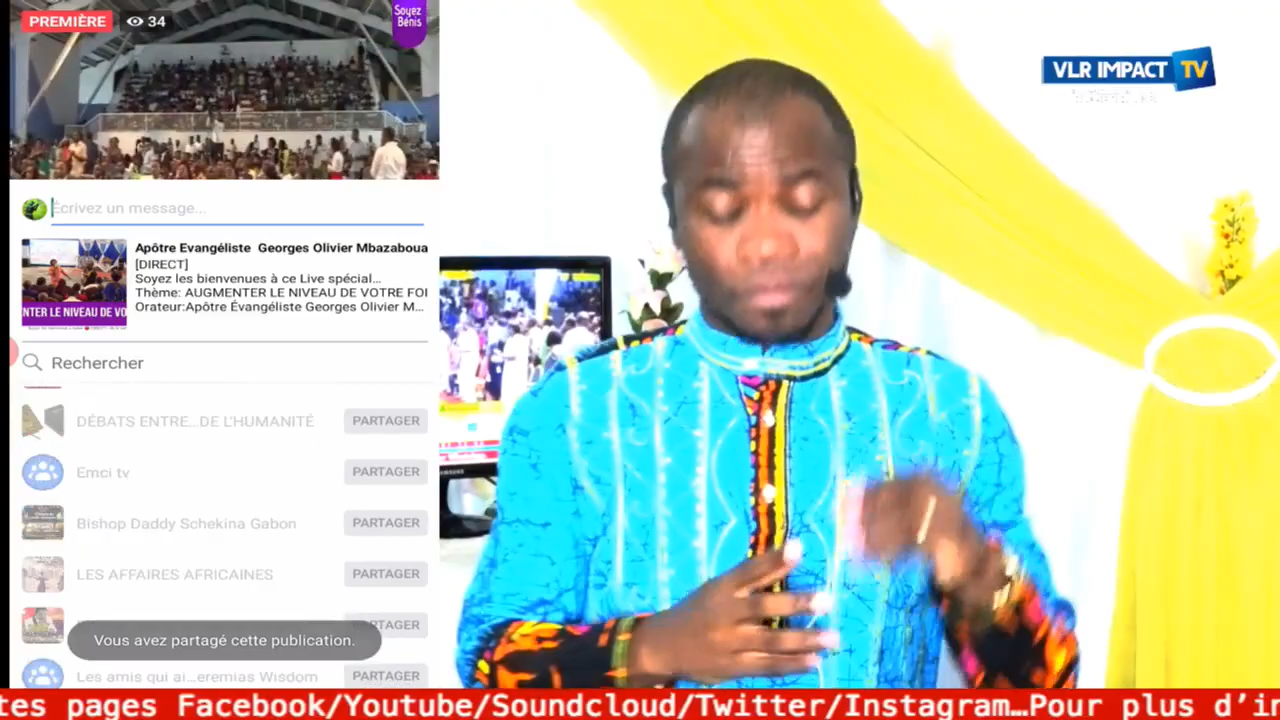 PREMIÈRE 34
Soyez
Bénis
VLR IMPACT TV
Écrivez un message...
Apôtre Evangéliste Georges Olivier Mbazaboua
[DIRECT]
Soyez les bienvenues à ce Live spécial...
Thème: AUGMENTER LE NIVEAU DE VOTRE FOI
Orateur:Apôtre Évangéliste Georges Olivier M...
NTER LE NIVEAU DE VO
Rechercher
DÉBATS ENTRE...DE L'HUMANITÉ PARTAGER
Emci tv PARTAGER
Bishop Daddy Schekina Gabon PARTAGER
LES AFFAIRES AFRICAINES PARTAGER
RTAGER
Vous avez partagé cette publication.
Les amis qui ai...eremias Wisdom PARTAGER
SAMSUNG
tes pages Facebook/Youtube/Soundcloud/Twitter/Instagram…Pour plus d'in